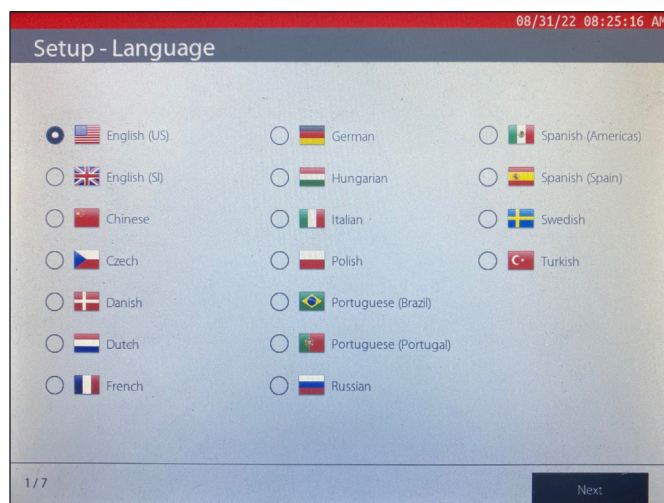 08/31/22 08:25:16 AM
Setup - Language
English (US)
English (SI)
Chinese
Czech
Danish
Dutch
French
German
Hungarian
Italian
Polish
Portuguese (Brazil)
Portuguese (Portugal)
Russian
Spanish (Americas)
Spanish (Spain)
Swedish
Turkish
1/7
Next